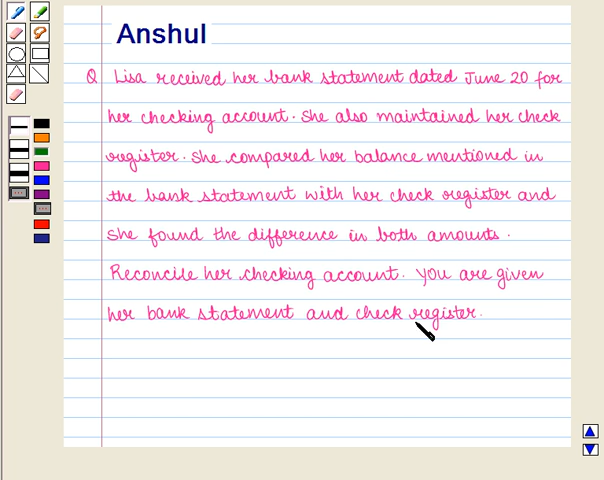 Anshul
Q Lisa received her bank statement dated June 20 for
her checking account. She also maintained her check
register. She compared her balance mentioned in
the bank statement with her check register and
she found the difference in both amounts.
Reconcile her checking account. You are given
her bank statement and check register.